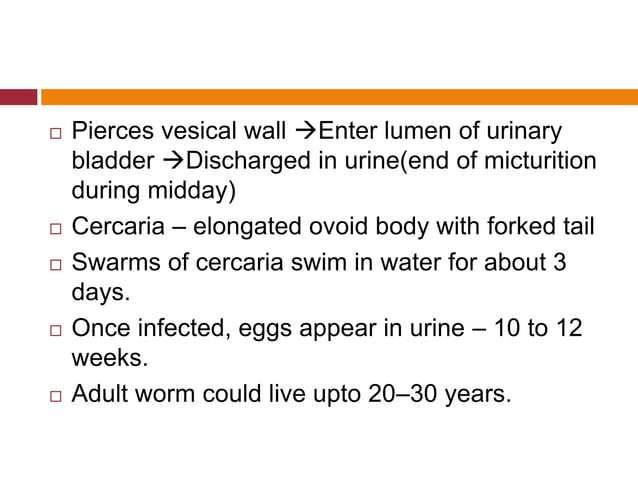 □ Pierces vesical wall →Enter lumen of urinary
bladder →Discharged in urine(end of micturition
during midday)
□ Cercaria – elongated ovoid body with forked tail
□ Swarms of cercaria swim in water for about 3
days.
□ Once infected, eggs appear in urine – 10 to 12
weeks.
□ Adult worm could live upto 20–30 years.